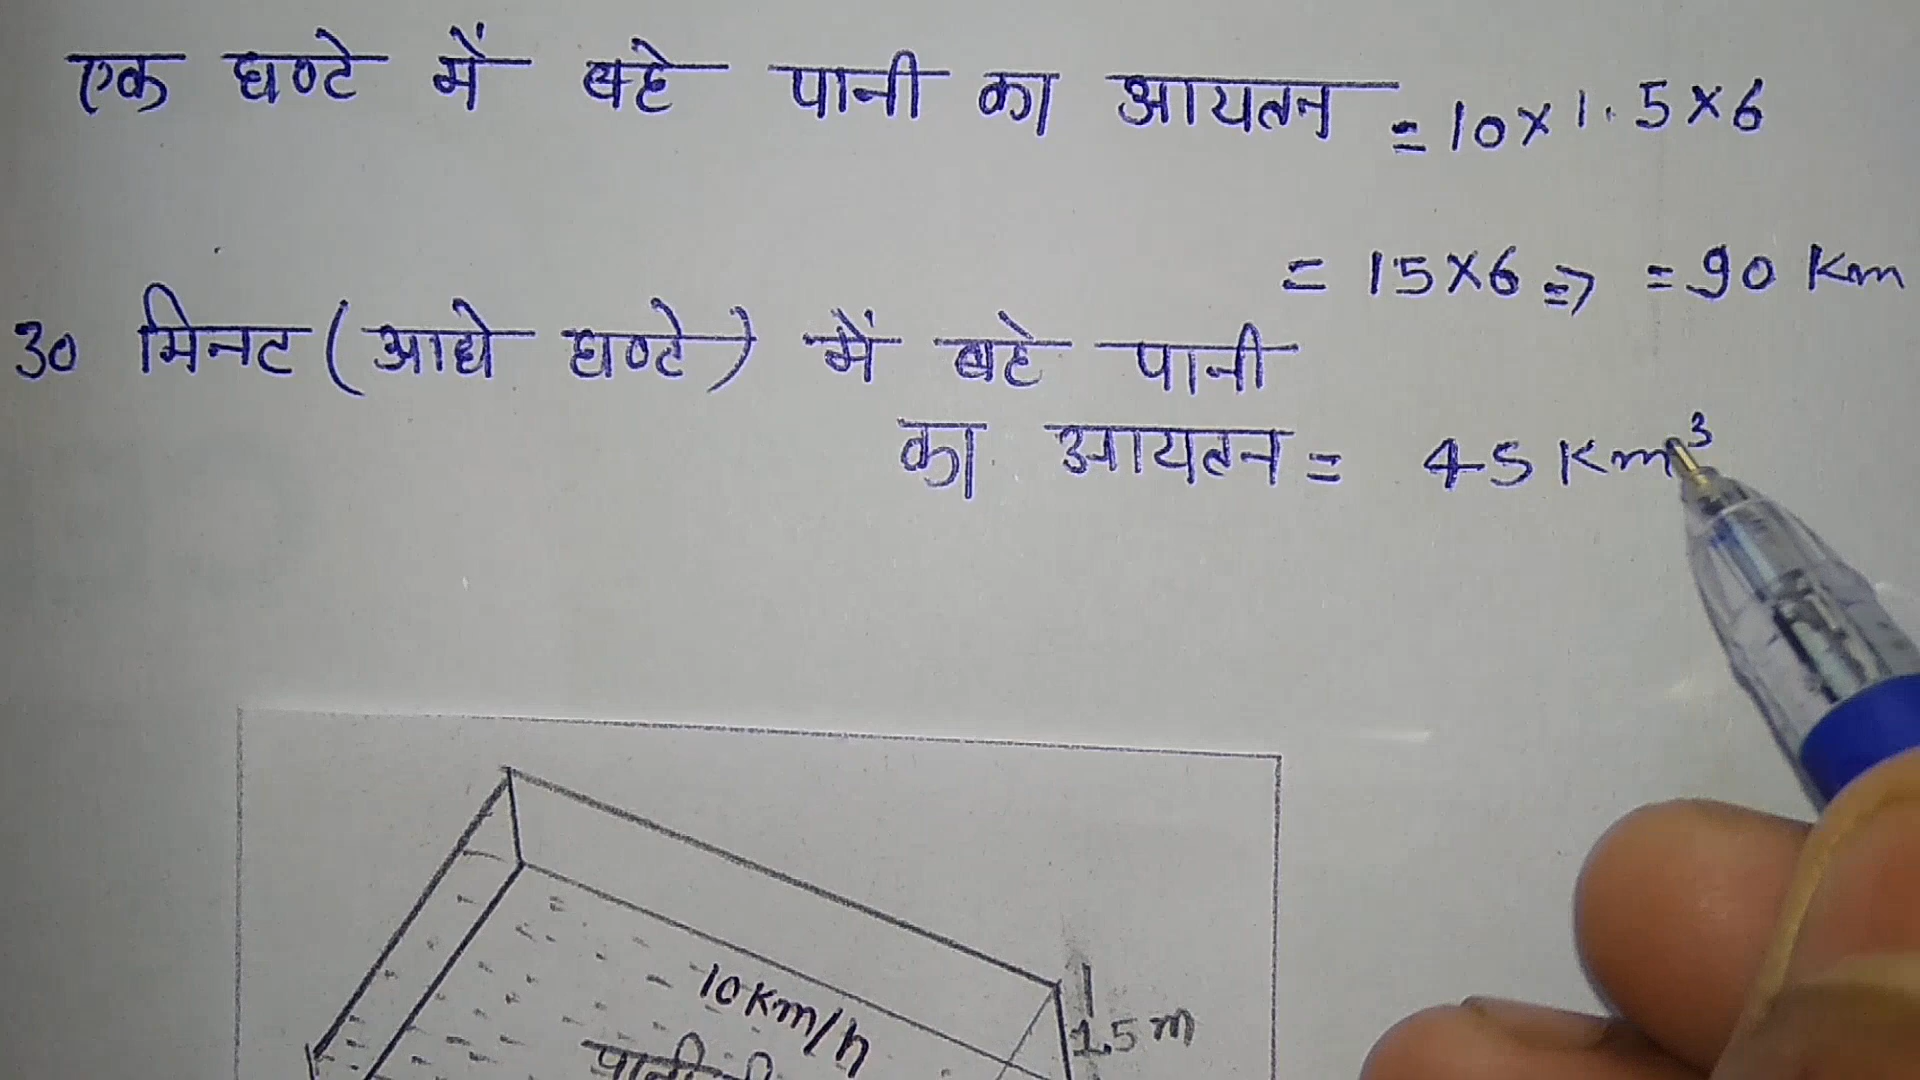 एक घण्टे में बहे पानी का आयतन = 10 × 1.5 × 6
= 15 × 6 => = 90 Km
30 मिनट (आधे घण्टे) में बहे पानी
का आयतन = 45 Km³
10 Km/h
1.5 m
पानी